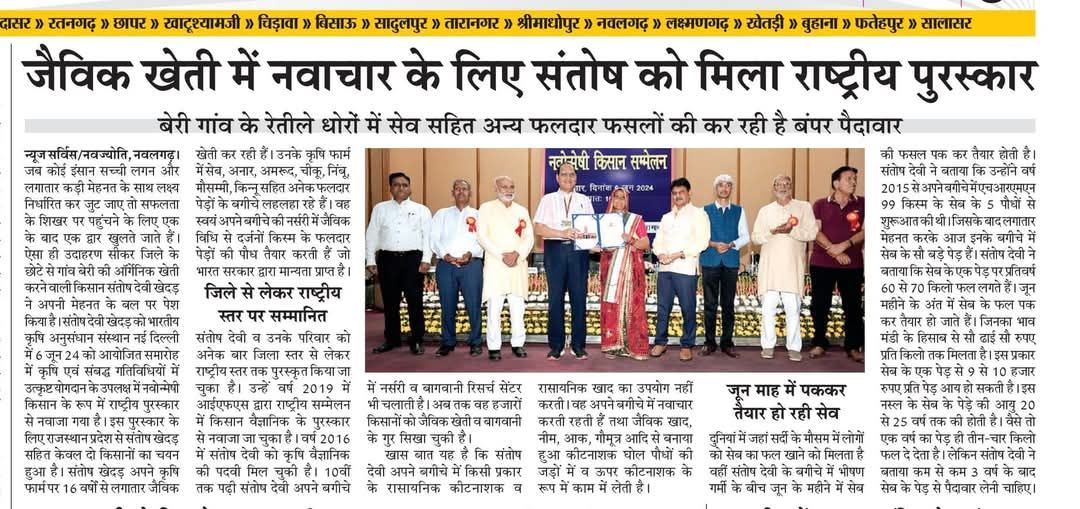 दासर » रतनगढ़ » छापर » खाटूश्यामजी » चिड़ावा » बिसाऊ » सादुलपुर » तारानगर » श्रीमाधोपुर » नवलगढ़ » लक्ष्मणगढ़ » खेतड़ी » बुहाना » फतेहपुर » सालासर
जैविक खेती में नवाचार के लिए संतोष को मिला राष्ट्रीय पुरस्कार
बेरी गांव के रेतीले धोरों में सेव सहित अन्य फलदार फसलों की कर रही है बंपर पैदावार
न्यूज सर्विस/नवज्योति, नवलगढ़।
जब कोई इंसान सच्ची लगन और
लगातार कड़ी मेहनत के साथ लक्ष्य
निर्धारित कर जुट जाए तो सफलता
के शिखर पर पहुंचने के लिए एक
के बाद एक द्वार खुलते जाते हैं।
ऐसा ही उदाहरण सीकर जिले के
छोटे से गांव बेरी की ऑर्गेनिक खेती
करने वाली किसान संतोष देवी खेदड़
ने अपनी मेहनत के बल पर पेश
किया है। संतोष देवी खेदड़ को भारतीय
कृषि अनुसंधान संस्थान नई दिल्ली
में 6 जून 24 को आयोजित समारोह
में कृषि एवं संबद्ध गतिविधियों में
उत्कृष्ट योगदान के उपलक्ष में नवोन्मेषी
किसान के रूप में राष्ट्रीय पुरस्कार
से नवाजा गया है। इस पुरस्कार के
लिए राजस्थान प्रदेश से संतोष खेदड़
सहित केवल दो किसानों का चयन
हुआ है। संतोष खेदड़ अपने कृषि
फार्म पर 16 वर्षो से लगातार जैविक
खेती कर रही हैं। उनके कृषि फार्म
में सेब, अनार, अमरूद, चीकू, निंबू,
मौसम्मी, किन्नू सहित अनेक फलदार
पेड़ों के बगीचे लहलहा रहे हैं। वह
स्वयं अपने बगीचे की नर्सरी में जैविक
विधि से दर्जनों किस्म के फलदार
पेड़ों की पौध तैयार करती हैं जो
भारत सरकार द्वारा मान्यता प्राप्त है।
जिले से लेकर राष्ट्रीय
स्तर पर सम्मानित
संतोष देवी व उनके परिवार को
अनेक बार जिला स्तर से लेकर
राष्ट्रीय स्तर तक पुरस्कृत किया जा
चुका है। उन्हें वर्ष 2019 में
आईएफएस द्वारा राष्ट्रीय सम्मेलन
में किसान वैज्ञानिक के पुरस्कार
से नवाजा जा चुका है। वर्ष 2016
में संतोष देवी को कृषि वैज्ञानिक
की पदवी मिल चुकी है। 10वीं
तक पढ़ी संतोष देवी अपने बगीचे
नवोन्मेषी किसान सम्मेलन
दिनांक 6 जून 2024
में नर्सरी व बागवानी रिसर्च सेंटर
भी चलाती है। अब तक वह हजारों
किसानों को जैविक खेती व बागवानी
के गुर सिखा चुकी है।
खास बात यह है कि संतोष
देवी अपने बगीचे में किसी प्रकार
के रासायनिक कीटनाशक व
रासायनिक खाद का उपयोग नहीं
करती। वह अपने बगीचे में नवाचार
करती रहती हैं तथा जैविक खाद,
नीम, आक, गौमूत्र आदि से बनाया
हुआ कीटनाशक घोल पौधों की
जड़ों में व ऊपर कीटनाशक के
रूप में काम में लेती है।
जून माह में पककर
तैयार हो रही सेव
दुनियां में जहां सर्दी के मौसम में लोगों
को सेब का फल खाने को मिलता है
वहीं संतोष देवी के बगीचे में भीषण
गर्मी के बीच जून के महीने में सेब
की फसल पक कर तैयार होती है।
संतोष देवी ने बताया कि उन्होंने वर्ष
2015 से अपने बगीचे में एचआरएमएन
99 किस्म के सेब के 5 पौधों से
शुरूआत की थी। जिसके बाद लगातार
मेहनत करके आज इनके बगीचे में
सेब के सौ बड़े पेड़ हैं। संतोष देवी ने
बताया कि सेब के एक पेड़ पर प्रतिवर्ष
60 से 70 किलो फल लगते हैं। जून
महीने के अंत में सेब के फल पक
कर तैयार हो जाते हैं। जिनका भाव
मंडी के हिसाब से सौ ढाई सौ रुपए
प्रति किलो तक मिलता है। इस प्रकार
सेब के एक पेड़ से 9 से 10 हजार
रुपए प्रति पेड़ आय हो सकती है। इस
नस्ल के सेब के पेड़ की आयु 20
से 25 वर्ष तक की होती है। वैसे तो
एक वर्ष का पेड़ ही तीन-चार किलो
फल दे देता है। लेकिन संतोष देवी ने
बताया कम से कम 3 वर्ष के बाद
सेब के पेड़ से पैदावार लेनी चाहिए।